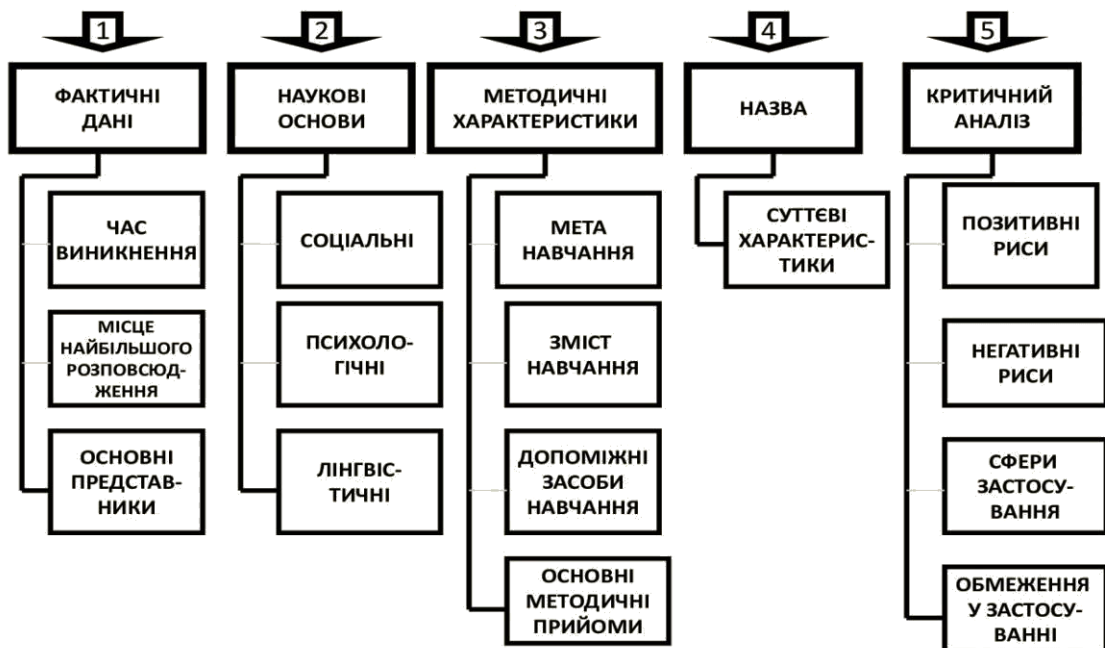 1
ФАКТИЧНІ
ДАНІ
ЧАС
ВИНИКНЕННЯ
МІСЦЕ
НАЙБІЛЬШОГО
РОЗПОВСЮД-
ЖЕННЯ
ОСНОВНІ
ПРЕДСТАВ-
НИКИ
2
НАУКОВІ
ОСНОВИ
СОЦІАЛЬНІ
ПСИХОЛО-
ГІЧНІ
ЛІНГВІС-
ТИЧНІ
3
МЕТОДИЧНІ
ХАРАКТЕРИСТИКИ
МЕТА
НАВЧАННЯ
ЗМІСТ
НАВЧАННЯ
ДОПОМІЖНІ
ЗАСОБИ
НАВЧАННЯ
ОСНОВНІ
МЕТОДИЧНІ
ПРИЙОМИ
4
НАЗВА
СУТТЄВІ
ХАРАКТЕРИС-
ТИКИ
5
КРИТИЧНИЙ
АНАЛІЗ
ПОЗИТИВНІ
РИСИ
НЕГАТИВНІ
РИСИ
СФЕРИ
ЗАСТОСУ-
ВАННЯ
ОБМЕЖЕННЯ
У ЗАСТОСУ-
ВАННІ